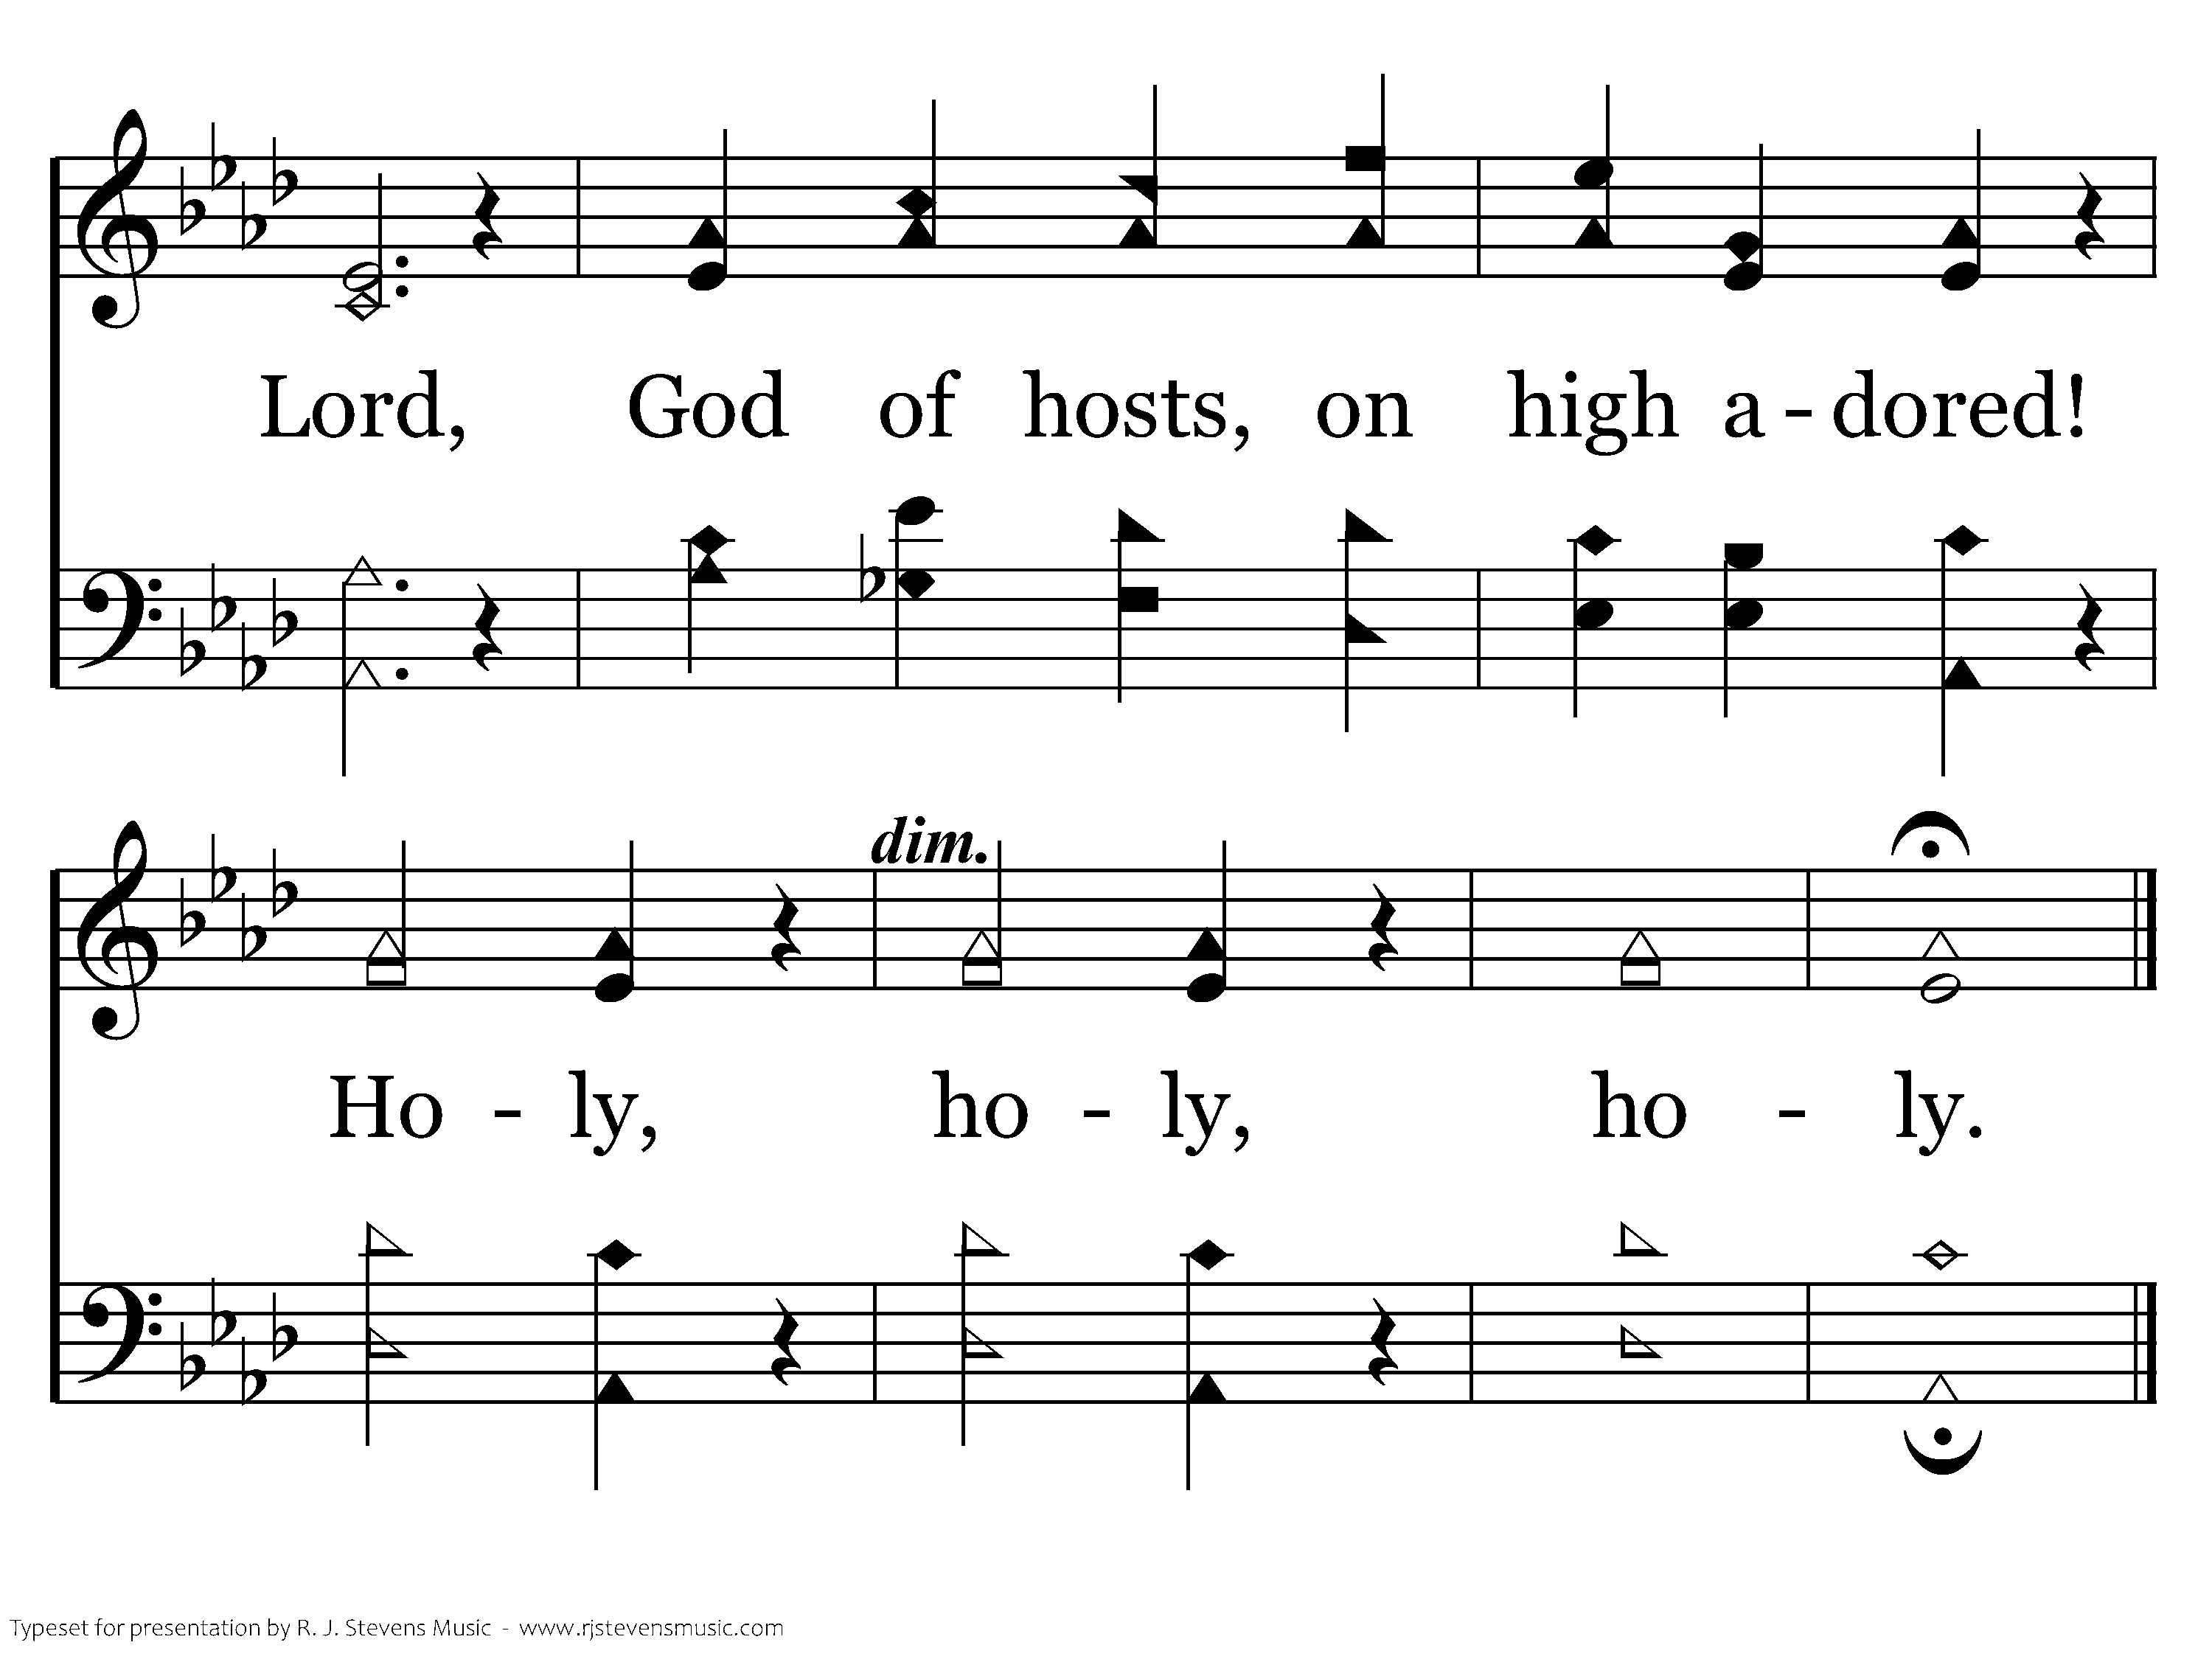 Lord, God of hosts, on high a - dored!
dim.
Ho - ly, ho - ly, ho - ly.
Typeset for presentation by R. J. Stevens Music - www.rjstevensmusic.com